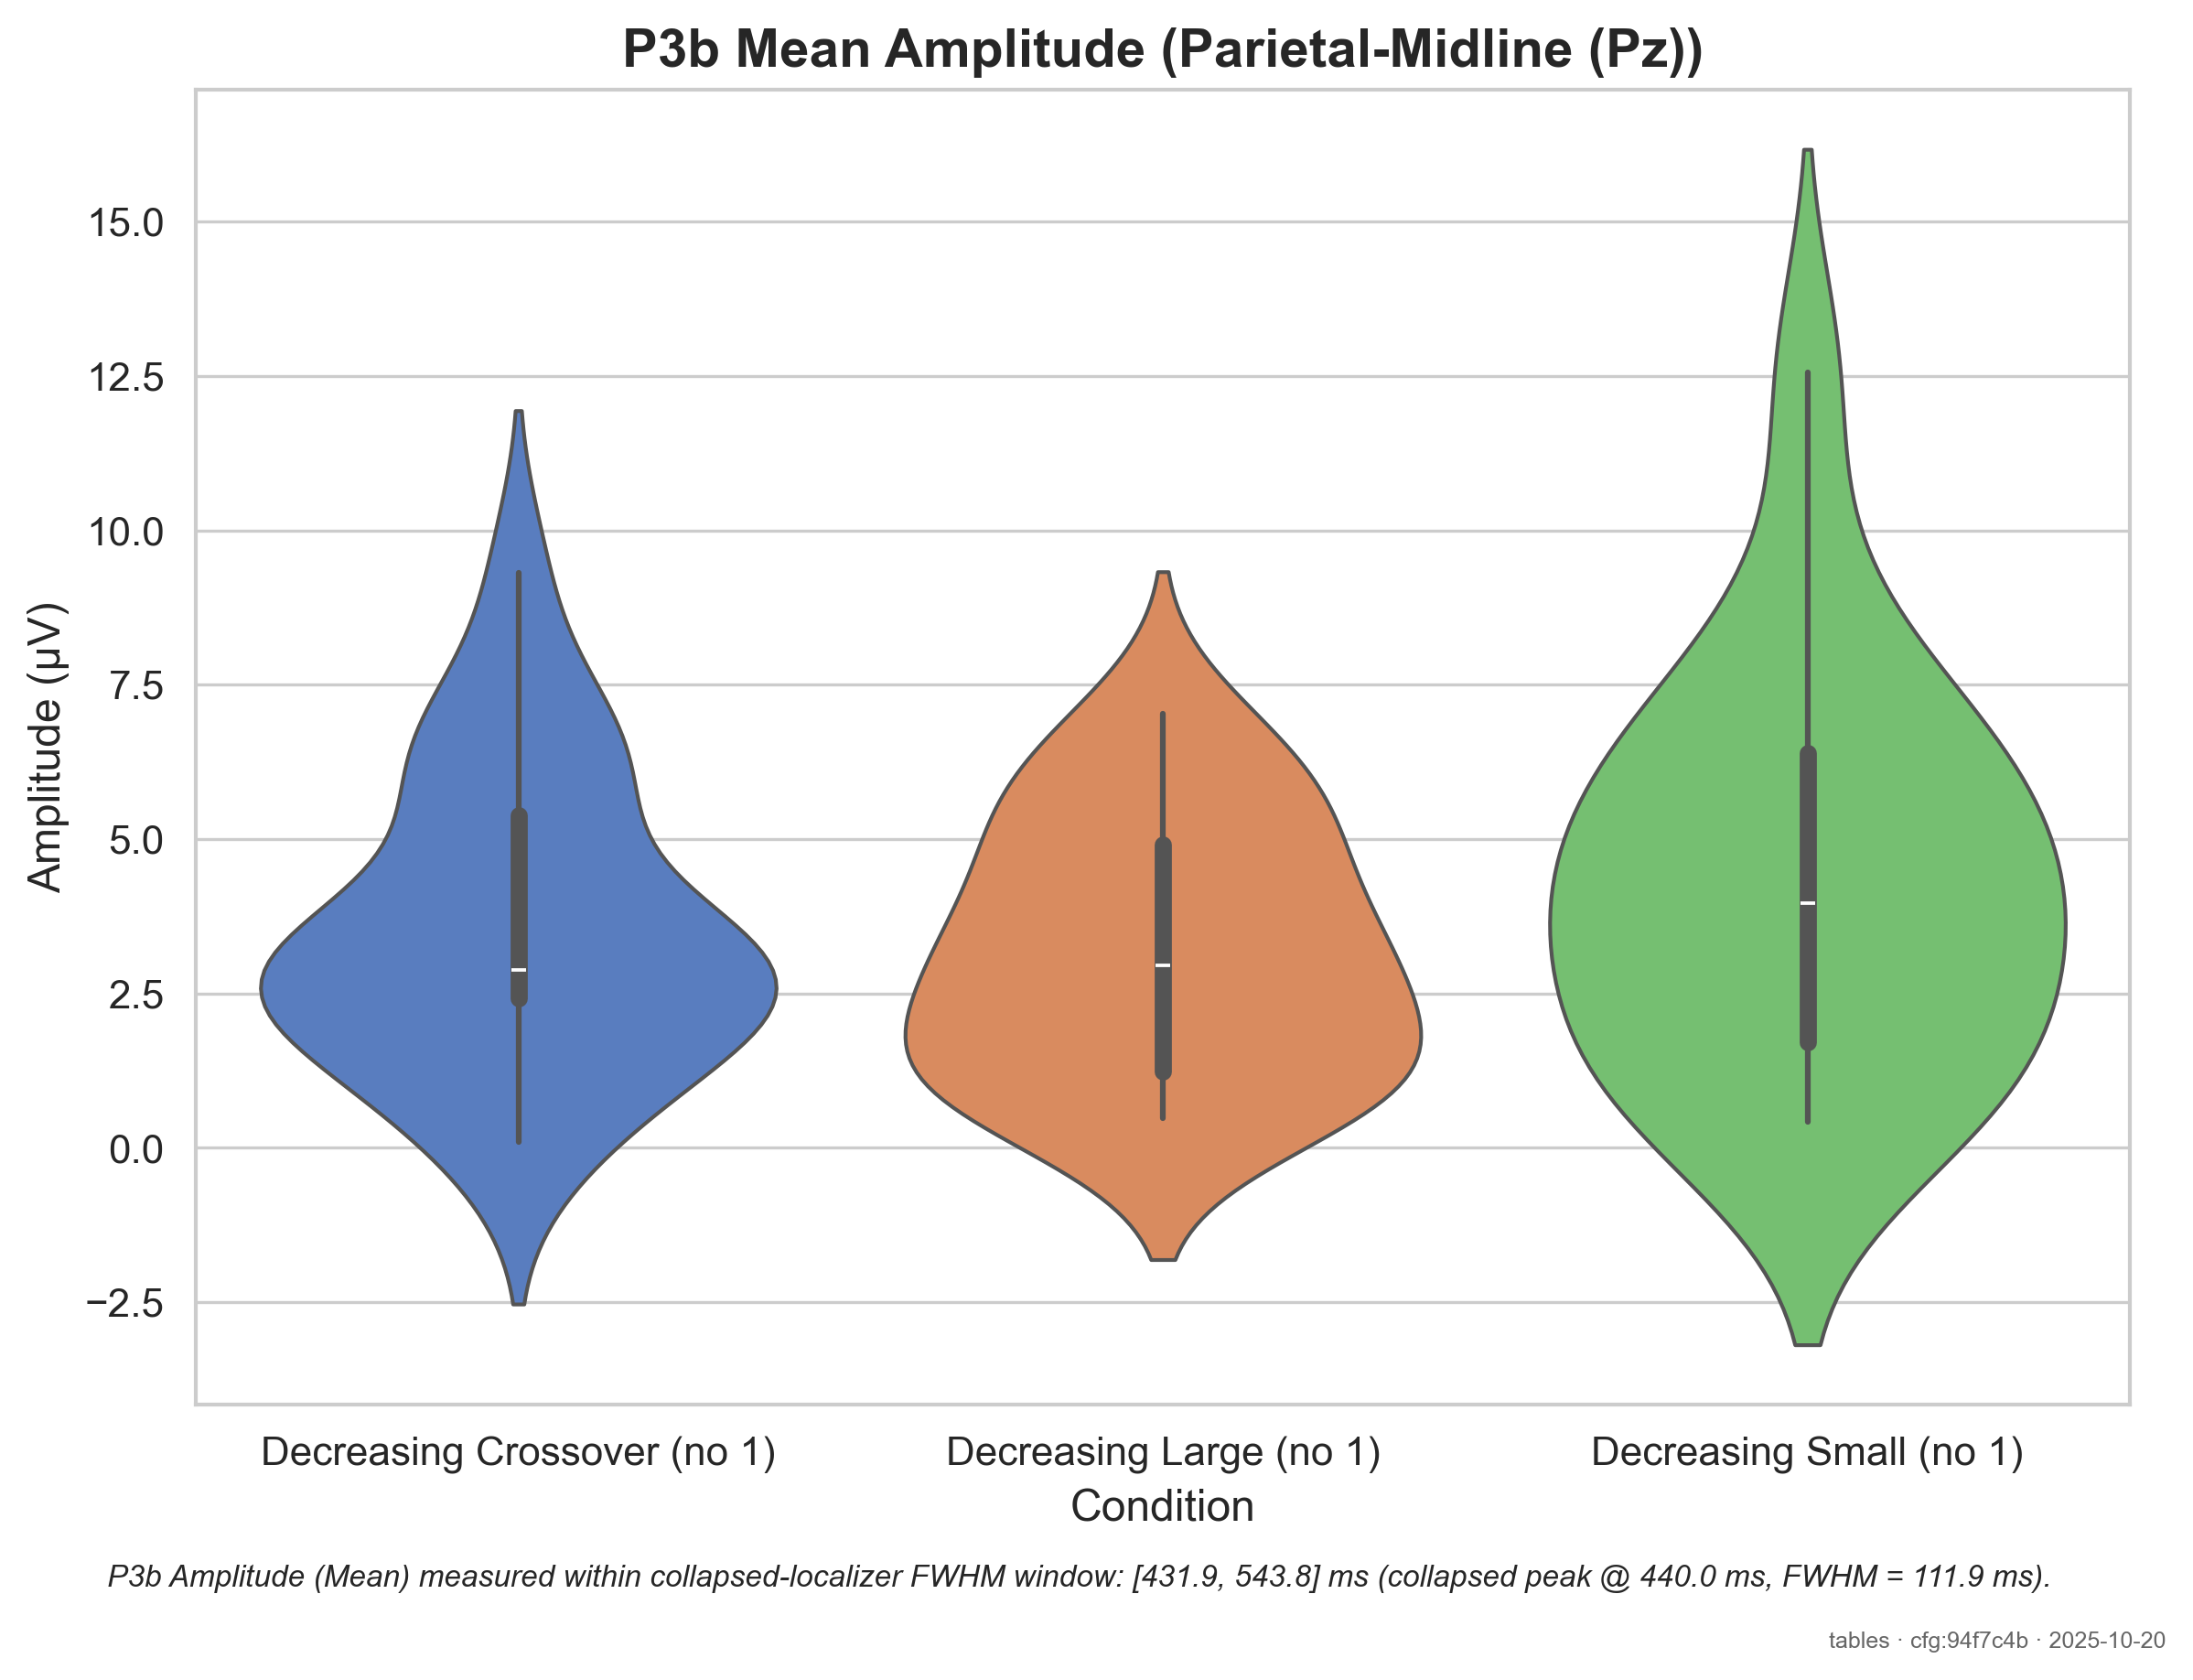 P3b Mean Amplitude (Parietal-Midline (Pz))
Amplitude (µV)
15.0
12.5
10.0
7.5
5.0
2.5
0.0
−2.5
Decreasing Crossover (no 1) Decreasing Large (no 1) Decreasing Small (no 1)
Condition
P3b Amplitude (Mean) measured within collapsed-localizer FWHM window: [431.9, 543.8] ms (collapsed peak @ 440.0 ms, FWHM = 111.9 ms).
tables · cfg:94f7c4b · 2025-10-20